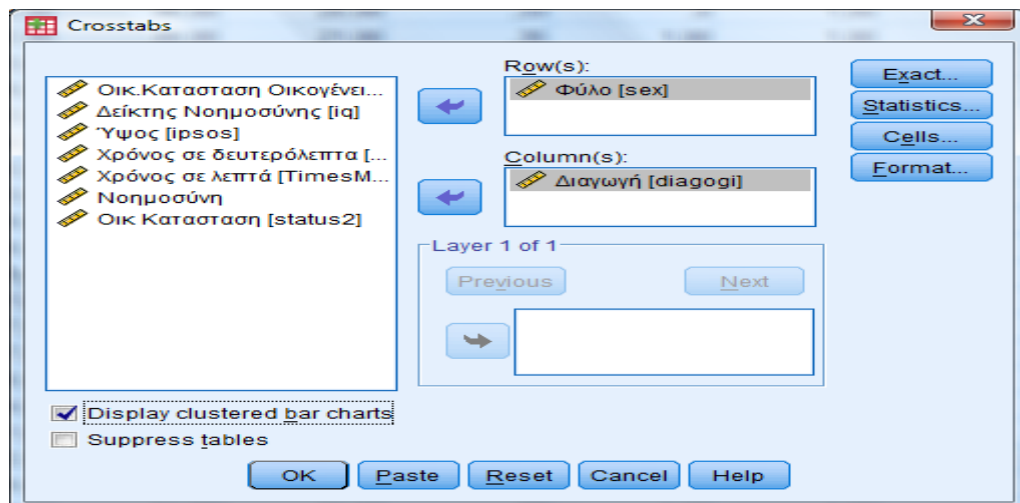 Crosstabs
Οικ.Κατασταση Οικογένει...
Δείκτης Νοημοσύνης [iq]
Ύψος [ipsos]
Χρόνος σε δευτερόλεπτα [...
Χρόνος σε λεπτά [TimesM...
Νοημοσύνη
Οικ Κατασταση [status2]
Row(s):
Φύλο [sex]
Column(s):
Διαγωγή [diagogi]
Layer 1 of 1
Previous
Next
Exact...
Statistics...
Cells...
Format...
Display clustered bar charts
Suppress tables
OK
Paste
Reset
Cancel
Help